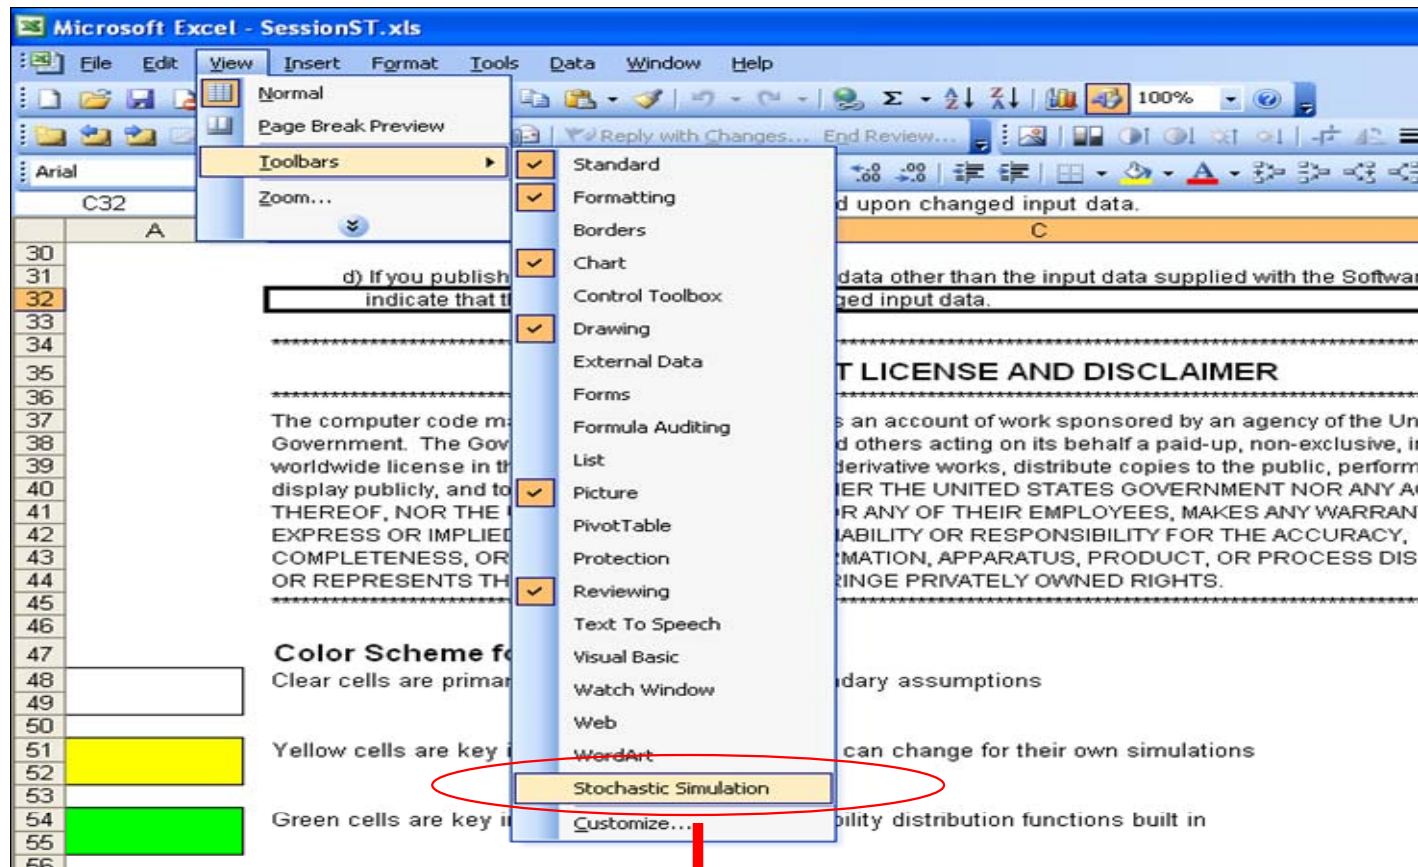 Microsoft Excel - SessionST.xls
File Edit View Insert Format Tools Data Window Help
Normal
100%
Page Break Preview
Reply with Changes... End Review...
Toolbars
Arial
Zoom...
C32
d upon changed input data.
A C
Standard
Formatting
Borders
Chart
Control Toolbox
Drawing
External Data
Forms
Formula Auditing
List
Picture
PivotTable
Protection
Reviewing
Text To Speech
Visual Basic
Watch Window
Web
WordArt
Stochastic Simulation
Customize...
30
31 d) If you publish data other than the input data supplied with the Softwar
32 indicate that t ged input data.
33
34 ************************************************
35 T LICENSE AND DISCLAIMER
36 ************************************************
37 The computer code ma s an account of work sponsored by an agency of the Un
38 Government. The Gov d others acting on its behalf a paid-up, non-exclusive, i
39 worldwide license in th derivative works, distribute copies to the public, perform
40 display publicly, and to IER THE UNITED STATES GOVERNMENT NOR ANY A
41 THEREOF, NOR THE R ANY OF THEIR EMPLOYEES, MAKES ANY WARRAN
42 EXPRESS OR IMPLIED IABILITY OR RESPONSIBILITY FOR THE ACCURACY,
43 COMPLETENESS, OR MATION, APPARATUS, PRODUCT, OR PROCESS DIS
44 OR REPRESENTS TH INGE PRIVATELY OWNED RIGHTS.
45 ************************************************
46
47 Color Scheme fo
48 Clear cells are primar dary assumptions
49
50
51 Yellow cells are key i can change for their own simulations
52
53
54 Green cells are key i bility distribution functions built in
55
56